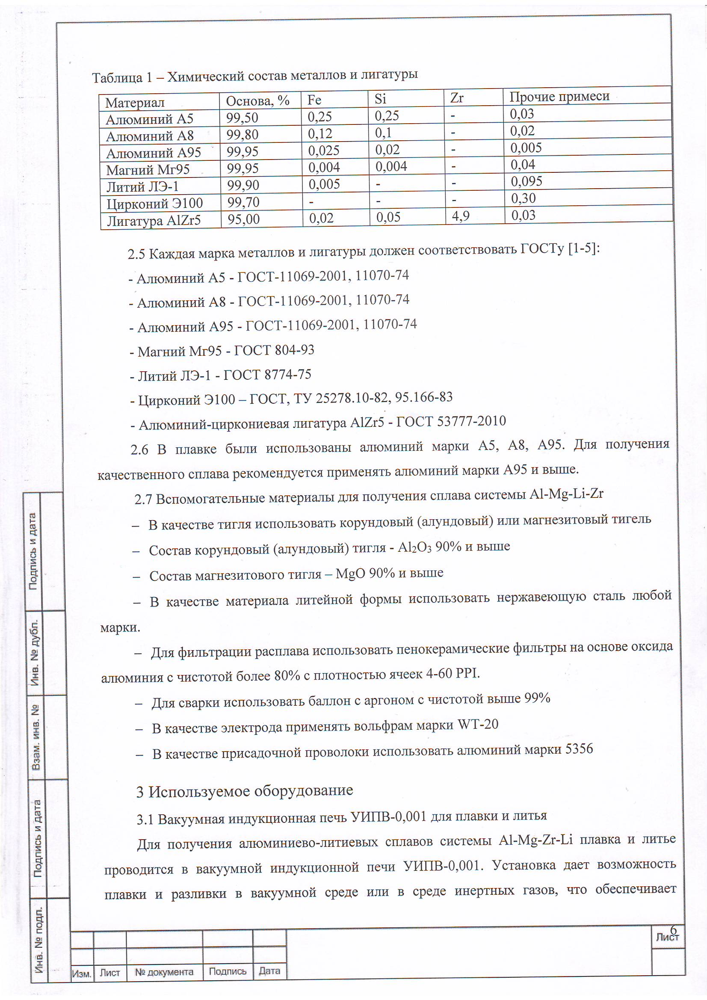 Таблица 1 – Химический состав металлов и лигатуры
Материал Основа, % Fe Si Zr Прочие примеси
Алюминий А5 99,50 0,25 0,25 - 0,03
Алюминий А8 99,80 0,12 0,1 - 0,02
Алюминий А95 99,95 0,025 0,02 - 0,005
Магний Мг95 99,95 0,004 0,004 - 0,04
Литий ЛЭ-1 99,90 0,005 - - 0,095
Цирконий Э100 99,70 - - - 0,30
Лигатура AlZr5 95,00 0,02 0,05 4,9 0,03
2.5 Каждая марка металлов и лигатуры должен соответствовать ГОСТу [1-5]:
- Алюминий А5 - ГОСТ-11069-2001, 11070-74
- Алюминий А8 - ГОСТ-11069-2001, 11070-74
- Алюминий А95 - ГОСТ-11069-2001, 11070-74
- Магний Мг95 - ГОСТ 804-93
- Литий ЛЭ-1 - ГОСТ 8774-75
- Цирконий Э100 – ГОСТ, ТУ 25278.10-82, 95.166-83
- Алюминий-циркониевая лигатура AlZr5 - ГОСТ 53777-2010
2.6 В плавке были использованы алюминий марки А5, А8, А95. Для получения
качественного сплава рекомендуется применять алюминий марки А95 и выше.
2.7 Вспомогательные материалы для получения сплава системы Al-Mg-Li-Zr
– В качестве тигля использовать корундовый (алундовый) или магнезитовый тигель
– Состав корундовый (алундовый) тигля - Al₂O₃ 90% и выше
– Состав магнезитового тигля – MgO 90% и выше
– В качестве материала литейной формы использовать нержавеющую сталь любой
марки.
– Для фильтрации расплава использовать пенокерамические фильтры на основе оксида
алюминия с чистотой более 80% с плотностью ячеек 4-60 PPI.
– Для сварки использовать баллон с аргоном с чистотой выше 99%
– В качестве электрода применять вольфрам марки WT-20
– В качестве присадочной проволоки использовать алюминий марки 5356
3 Используемое оборудование
3.1 Вакуумная индукционная печь УИПВ-0,001 для плавки и литья
Для получения алюминиево-литиевых сплавов системы Al-Mg-Zr-Li плавка и литье
проводится в вакуумной индукционной печи УИПВ-0,001. Установка дает возможность
плавки и разливки в вакуумной среде или в среде инертных газов, что обеспечивает
Подпись и дата
Инв. № дубл.
Взам. инв. №
Подпись и дата
Инв. № подп.
Изм. Лист № документа Подпись Дата
6
Лист